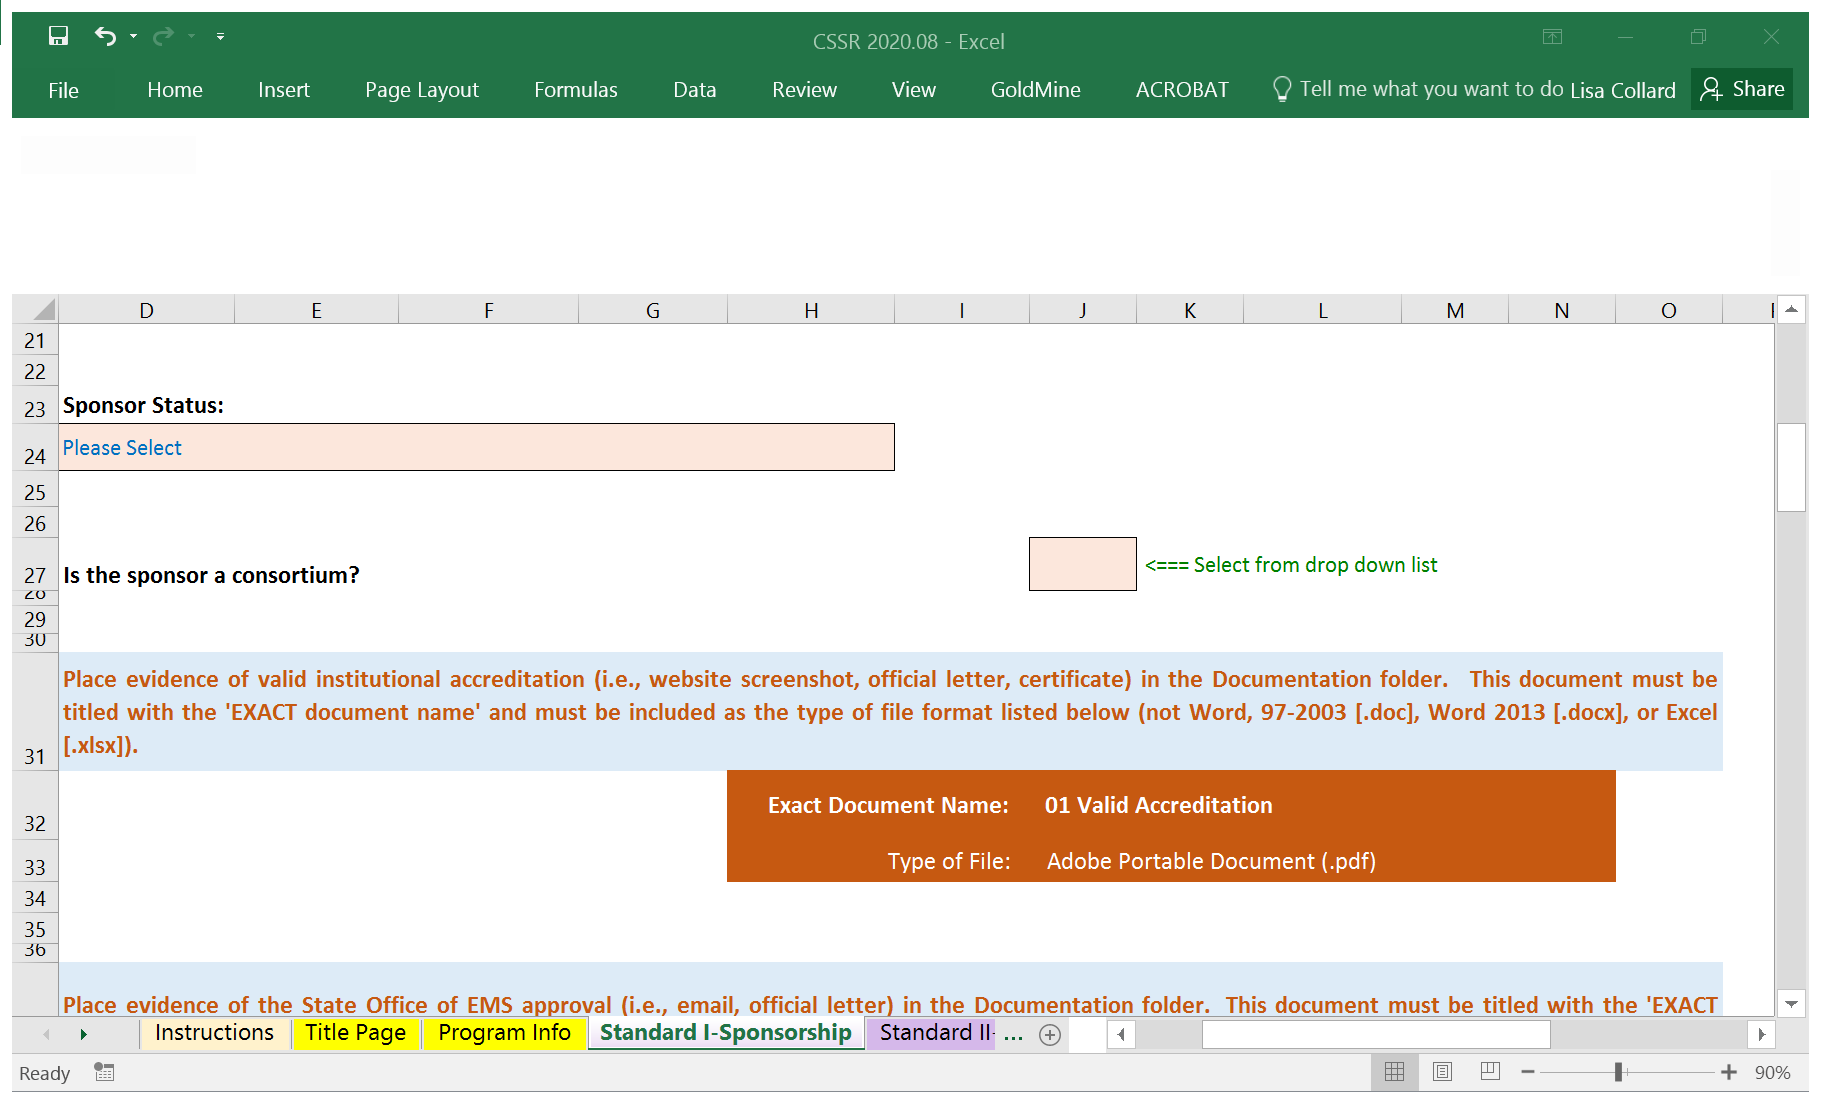 CSSR 2020.08 - Excel
File Home Insert Page Layout Formulas Data Review View GoldMine ACROBAT Tell me what you want to do Lisa Collard Share
D E F G H I J K L M N O
21
22
23 Sponsor Status:
24 Please Select
25
26
27 Is the sponsor a consortium? <=== Select from drop down list
28
29
30
Place evidence of valid institutional accreditation (i.e., website screenshot, official letter, certificate) in the Documentation folder. This document must be
titled with the 'EXACT document name' and must be included as the type of file format listed below (not Word, 97-2003 [.doc], Word 2013 [.docx], or Excel
31 [.xlsx]).
32 Exact Document Name: 01 Valid Accreditation
33 Type of File: Adobe Portable Document (.pdf)
34
35
36
Place evidence of the State Office of EMS approval (i.e., email, official letter) in the Documentation folder. This document must be titled with the 'EXACT
Instructions Title Page Program Info Standard I-Sponsorship Standard II- ...
Ready 90%